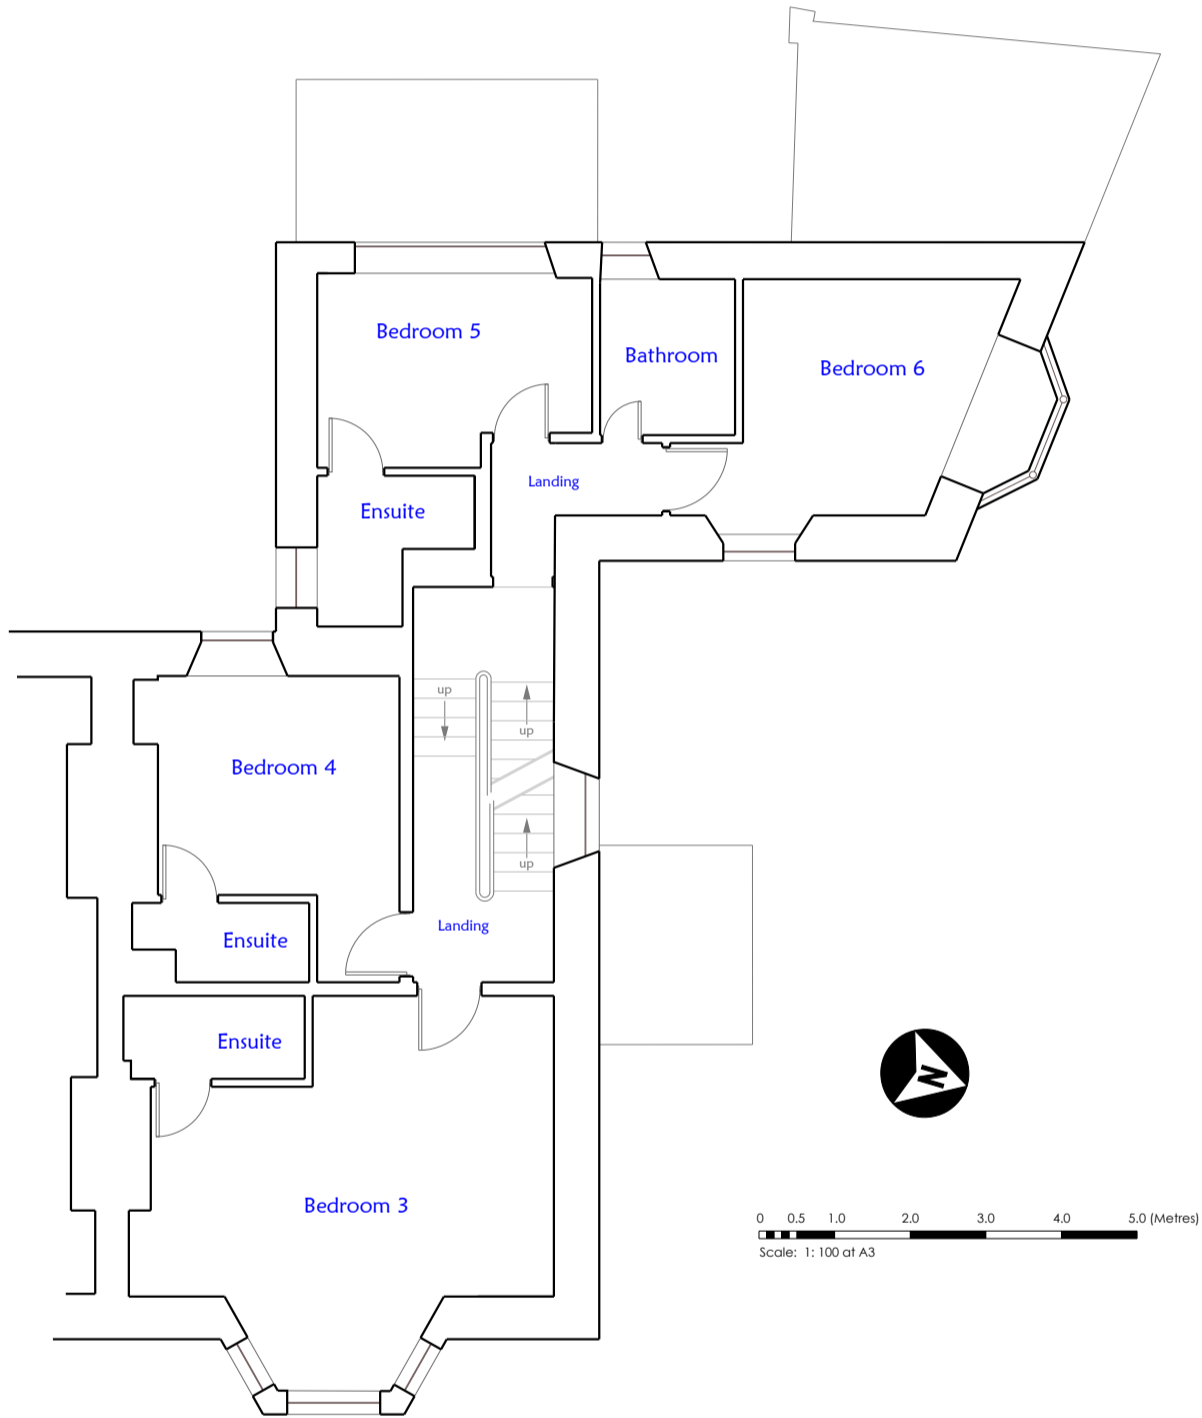 Bedroom 5
Bathroom
Bedroom 6
Landing
Ensuite
up
up
Bedroom 4
up
Landing
Ensuite
Ensuite
N
Bedroom 3
0 0.5 1.0 2.0 3.0 4.0 5.0 (Metres)
Scale: 1: 100 at A3